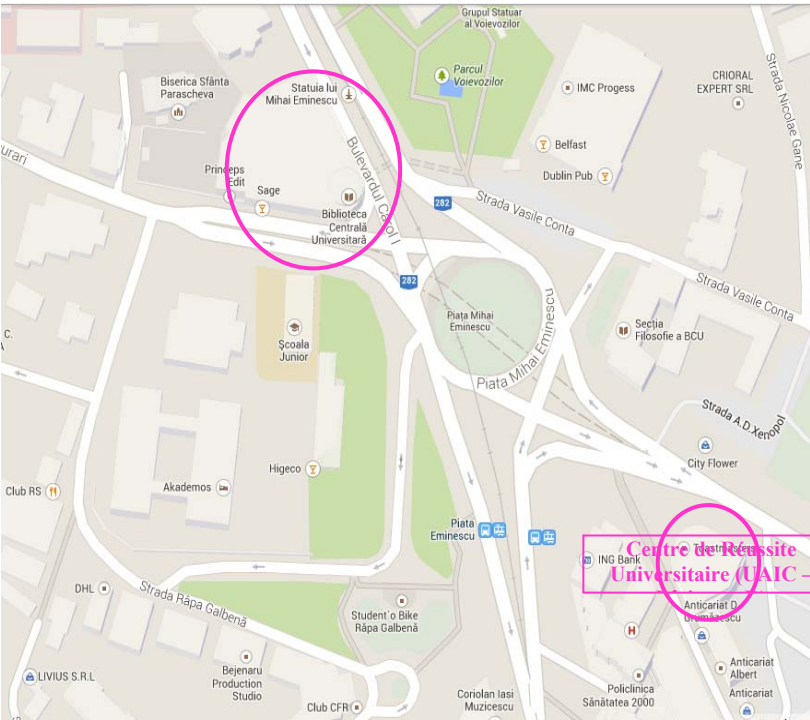 Grupul Statuar
al Voievozilor
Parcul
Voievozilor
IMC Progess
CRIORAL
EXPERT SRL
Strada Nicolae Gane
Biserica Sfânta
Parascheva
Statuia lui
Mihai Eminescu
Belfast
Dublin Pub
urari
Princeps
Edit
Sage
Bulevardul Carol I
Biblioteca
Centrală
Universitară
282
Strada Vasile Conta
Strada Vasile Conta
282
Piața Mihai
Eminescu
Piata Mihai Eminescu
Secția
Filosofie a BCU
C.
Școala
Junior
Strada A.D.Xenopol
City Flower
Higeco
Akademos
Club RS
Piata
Eminescu
ING Bank
Toastmasters
Centre de Réussite
Universitaire (UAIC –
Anticariat D.
Grumăzescu
DHL
Strada Râpa Galbenă
Student`o Bike
Râpa Galbenă
H
Anticariat
Albert
LIVIUS S.R.L
Bejenaru
Production
Studio
Club CFR
Coriolan Iasi
Muzicescu
Policlinica
Sănătatea 2000
Anticariat